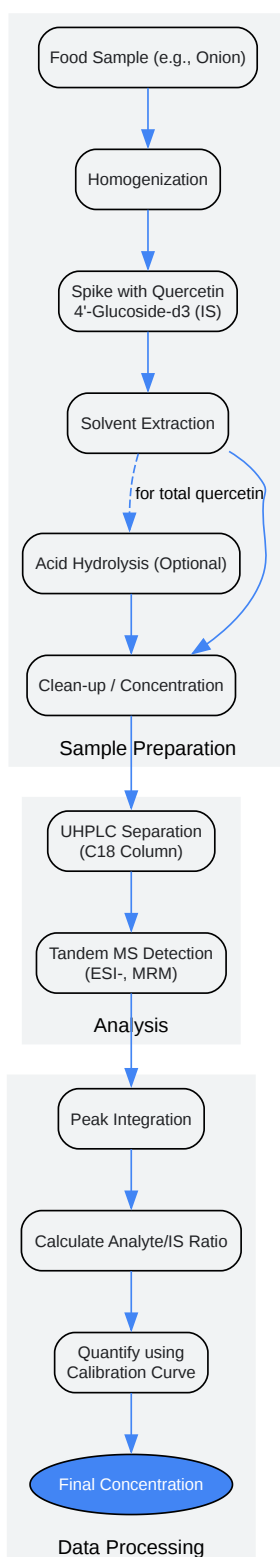 Food Sample (e.g., Onion)
Homogenization
Spike with Quercetin
4'-Glucoside-d3 (IS)
Solvent Extraction
for total quercetin
Acid Hydrolysis (Optional)
Clean-up / Concentration
Sample Preparation
UHPLC Separation
(C18 Column)
Tandem MS Detection
(ESI-, MRM)
Analysis
Peak Integration
Calculate Analyte/IS Ratio
Quantify using
Calibration Curve
Final Concentration
Data Processing